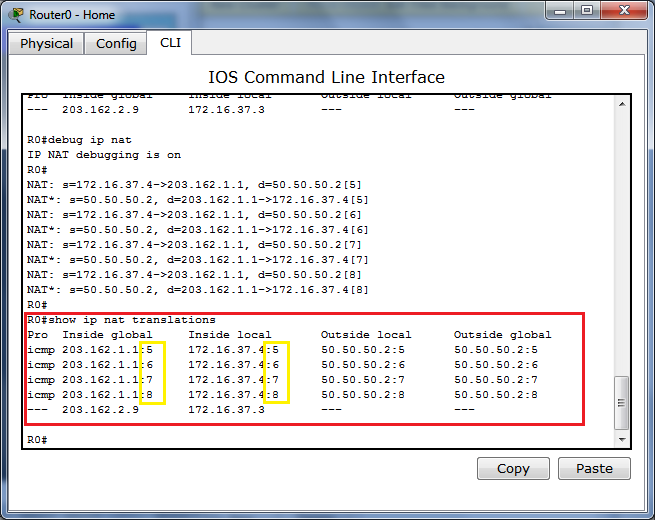 Router0 - Home
Physical Config CLI
IOS Command Line Interface
Pro Inside global Inside local Outside local Outside global
--- 203.162.2.9 172.16.37.3 --- ---
R0#debug ip nat
IP NAT debugging is on
R0#
NAT: s=172.16.37.4->203.162.1.1, d=50.50.50.2[5]
NAT*: s=50.50.50.2, d=203.162.1.1->172.16.37.4[5]
NAT: s=172.16.37.4->203.162.1.1, d=50.50.50.2[6]
NAT*: s=50.50.50.2, d=203.162.1.1->172.16.37.4[6]
NAT: s=172.16.37.4->203.162.1.1, d=50.50.50.2[7]
NAT*: s=50.50.50.2, d=203.162.1.1->172.16.37.4[7]
NAT: s=172.16.37.4->203.162.1.1, d=50.50.50.2[8]
NAT*: s=50.50.50.2, d=203.162.1.1->172.16.37.4[8]
R0#
R0#show ip nat translations
Pro Inside global Inside local Outside local Outside global
icmp 203.162.1.1:5 172.16.37.4:5 50.50.50.2:5 50.50.50.2:5
icmp 203.162.1.1:6 172.16.37.4:6 50.50.50.2:6 50.50.50.2:6
icmp 203.162.1.1:7 172.16.37.4:7 50.50.50.2:7 50.50.50.2:7
icmp 203.162.1.1:8 172.16.37.4:8 50.50.50.2:8 50.50.50.2:8
--- 203.162.2.9 172.16.37.3 --- ---
R0#
Copy Paste